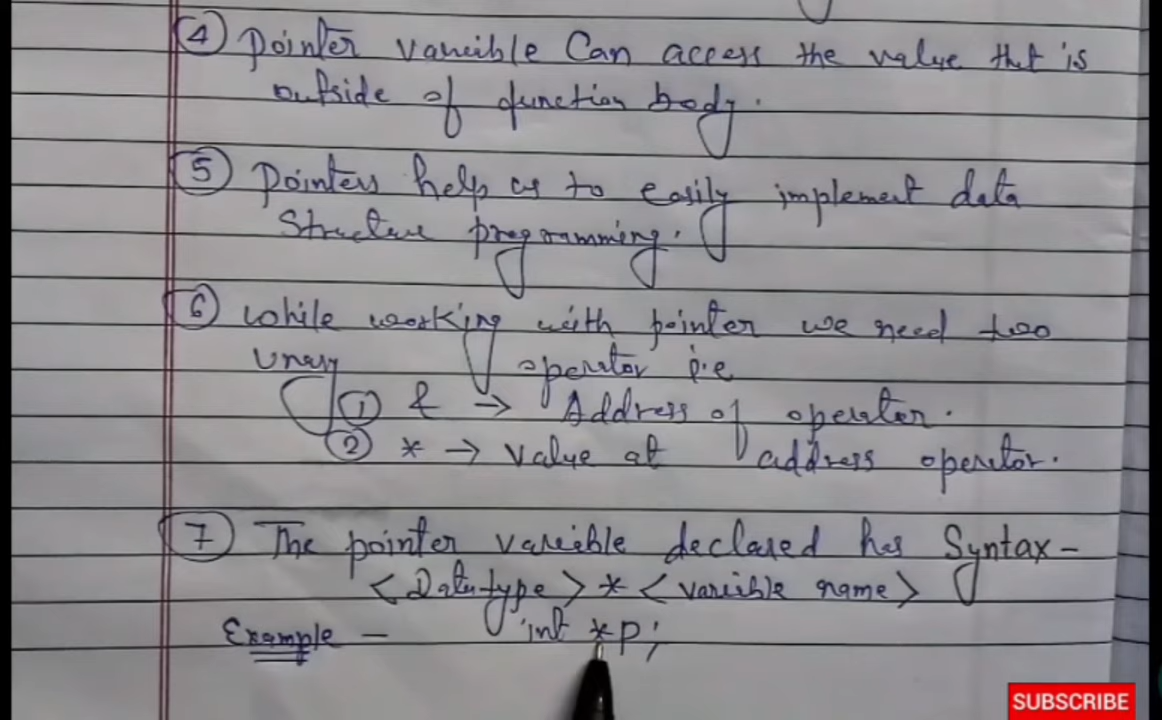 ④ Pointer variable Can access the value that is
outside of function body.
⑤ Pointers help us to easily implement data
Structure programming.
⑥ While working with pointer we need two
Unary operator i.e
① & → Address of operator.
② * → Value at address operator.
⑦ The pointer variable declared has Syntax -
<Data type> * <variable name>
Example - int *p;
SUBSCRIBE